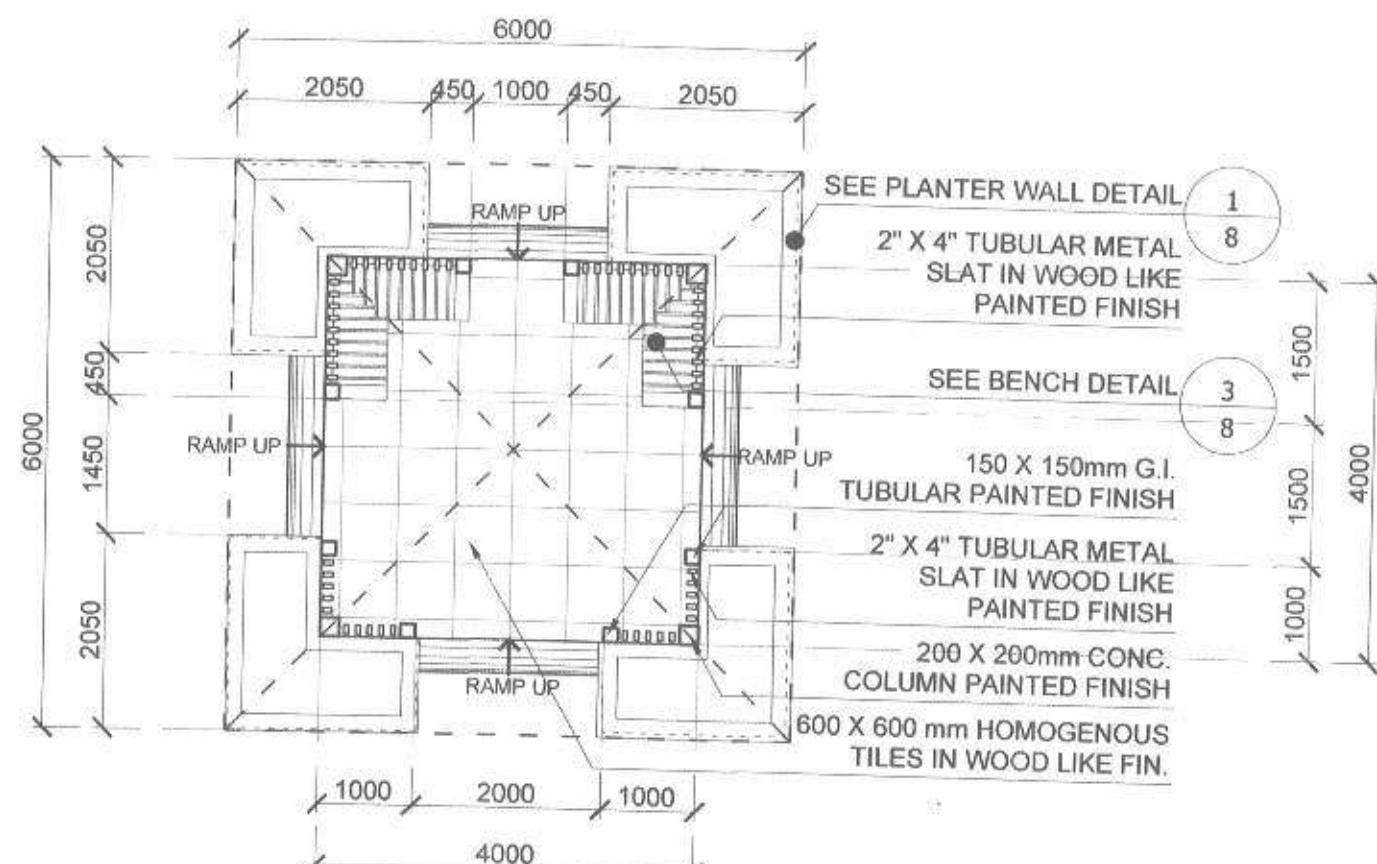 6000
2050 450 1000 450 2050
SEE PLANTER WALL DETAIL
1
8
2" X 4" TUBULAR METAL
SLAT IN WOOD LIKE
PAINTED FINISH
RAMP UP
2050
450
1450
2050
6000
1500
1500
1000
4000
SEE BENCH DETAIL
3
8
RAMP UP
RAMP UP
150 X 150mm G.I.
TUBULAR PAINTED FINISH
2" X 4" TUBULAR METAL
SLAT IN WOOD LIKE
PAINTED FINISH
200 X 200mm CONC.
COLUMN PAINTED FINISH
RAMP UP
600 X 600 mm HOMOGENOUS
TILES IN WOOD LIKE FIN.
1000 2000 1000
4000